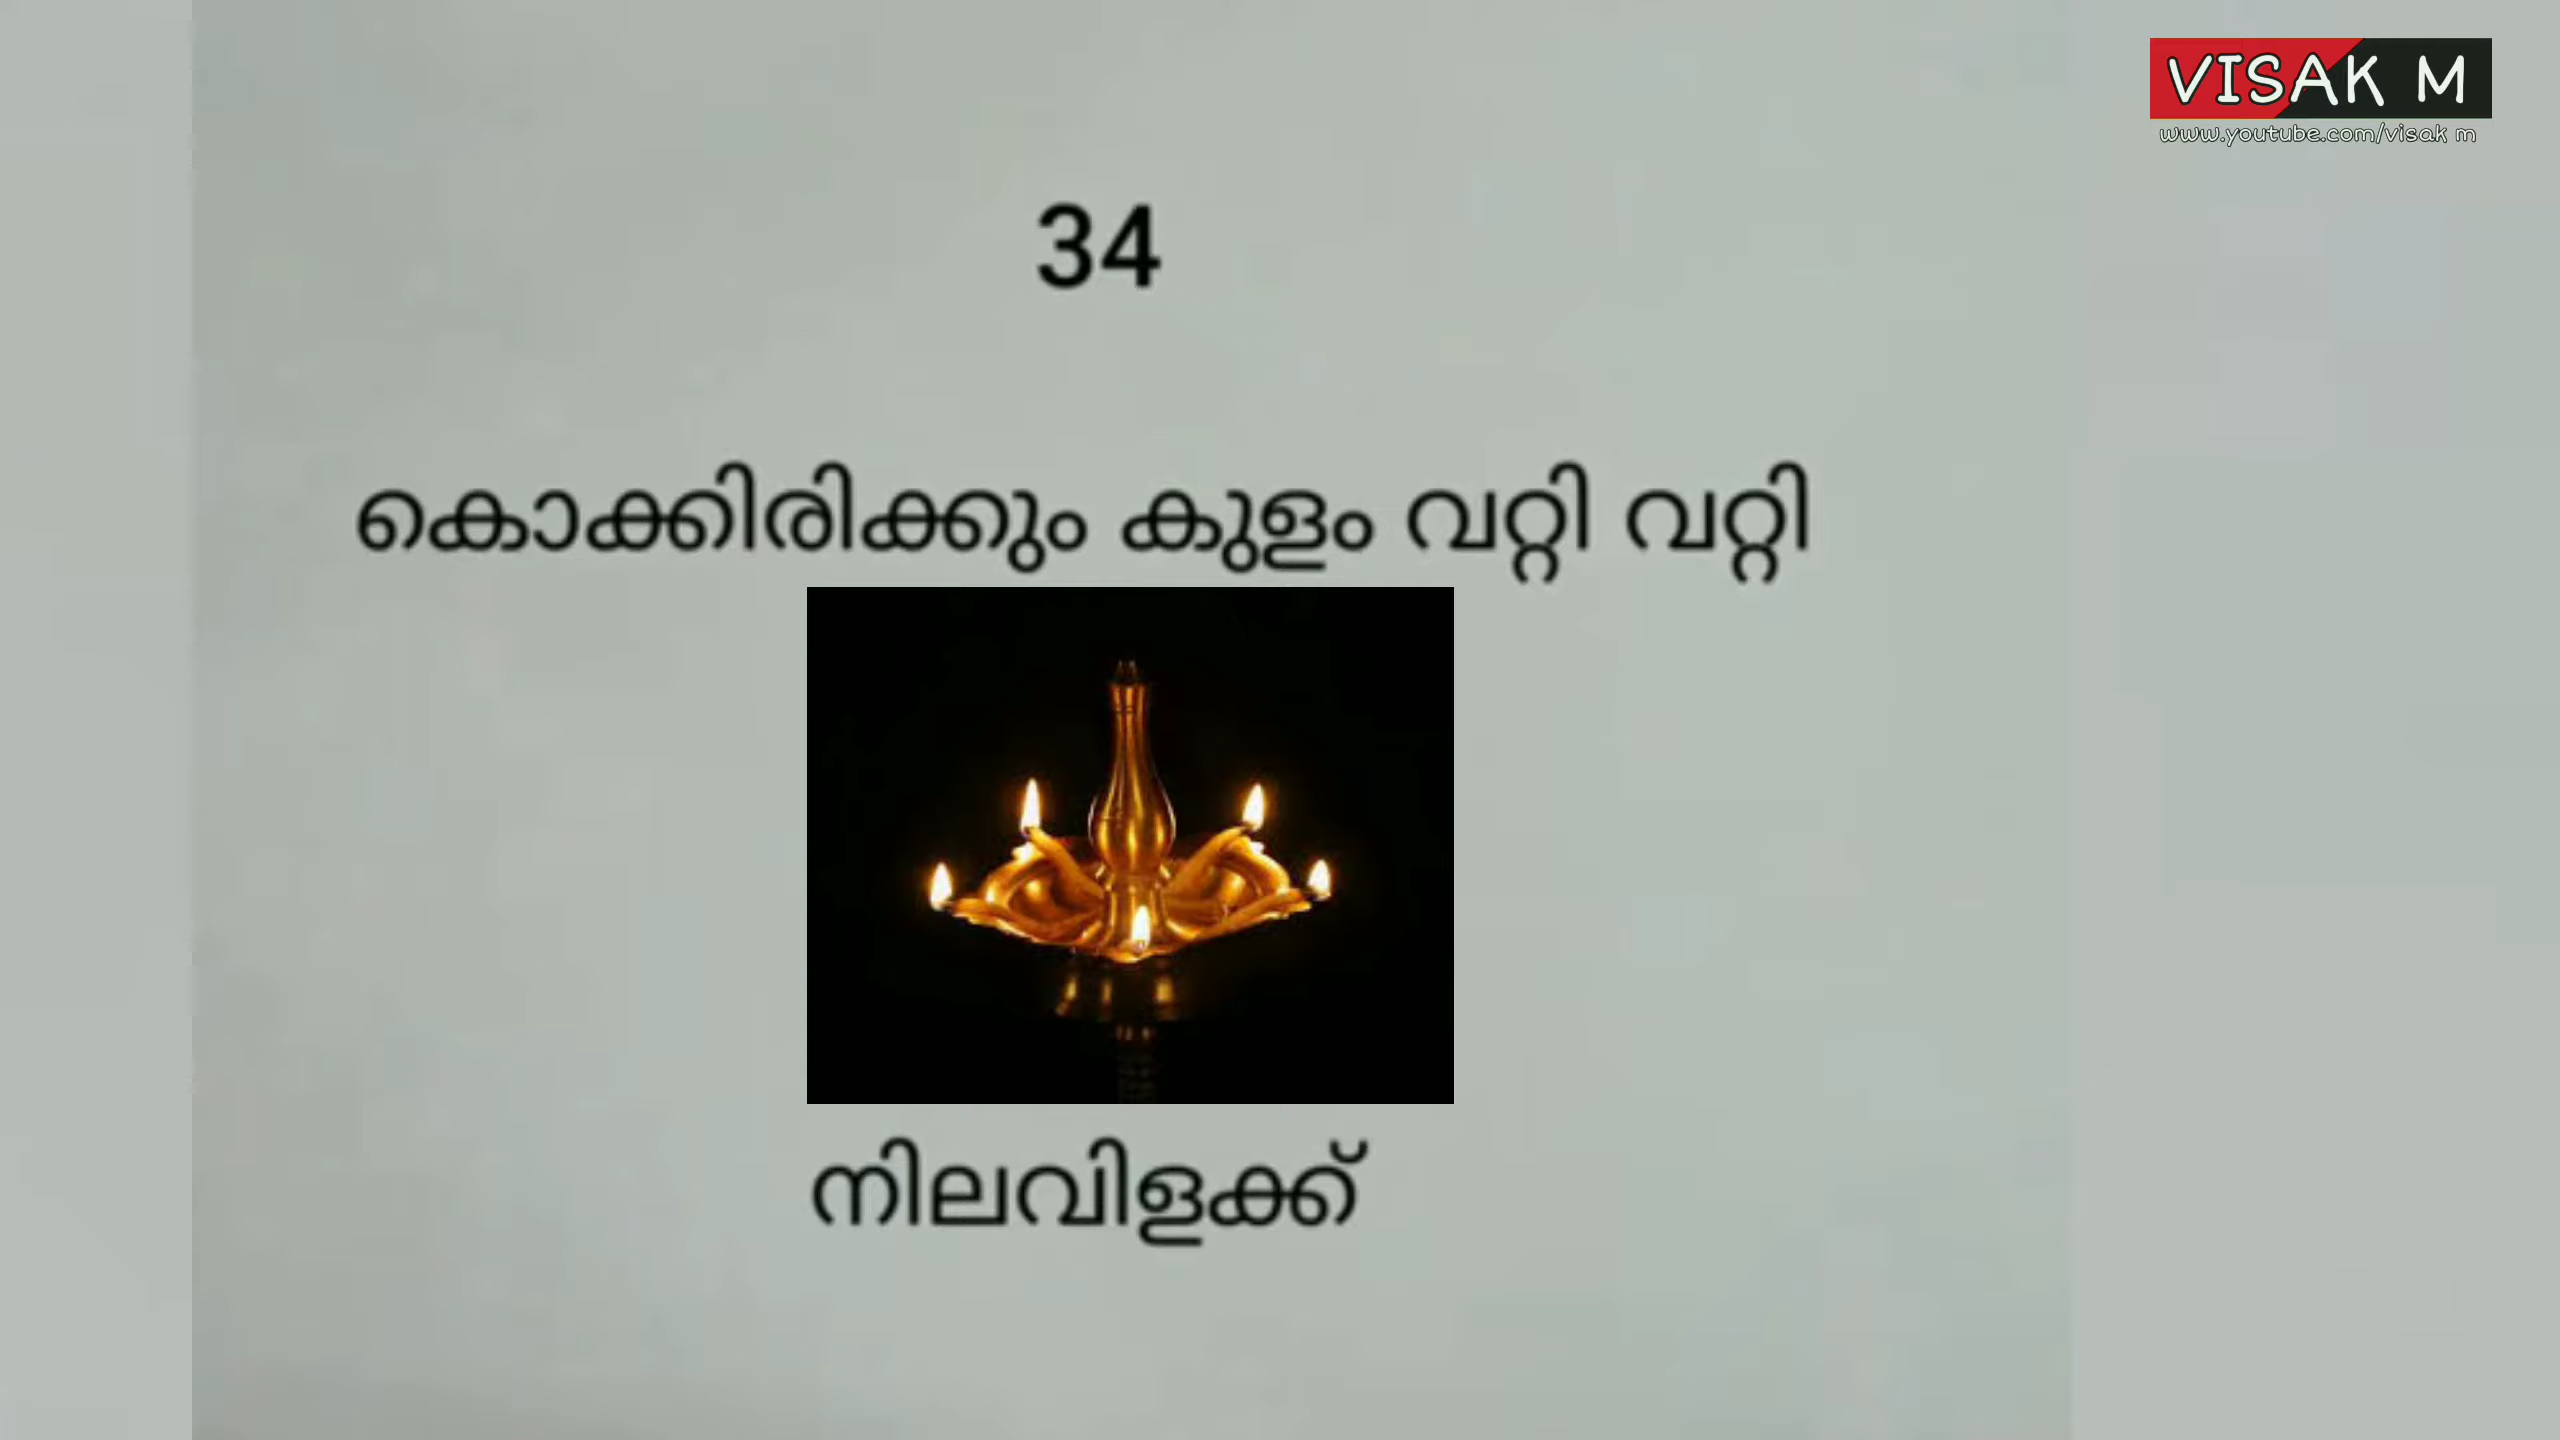 VISAK M
www.youtube.com/visak m
34
കൊക്കിരിക്കും കുളം വറ്റി വറ്റി
നിലവിളക്ക്